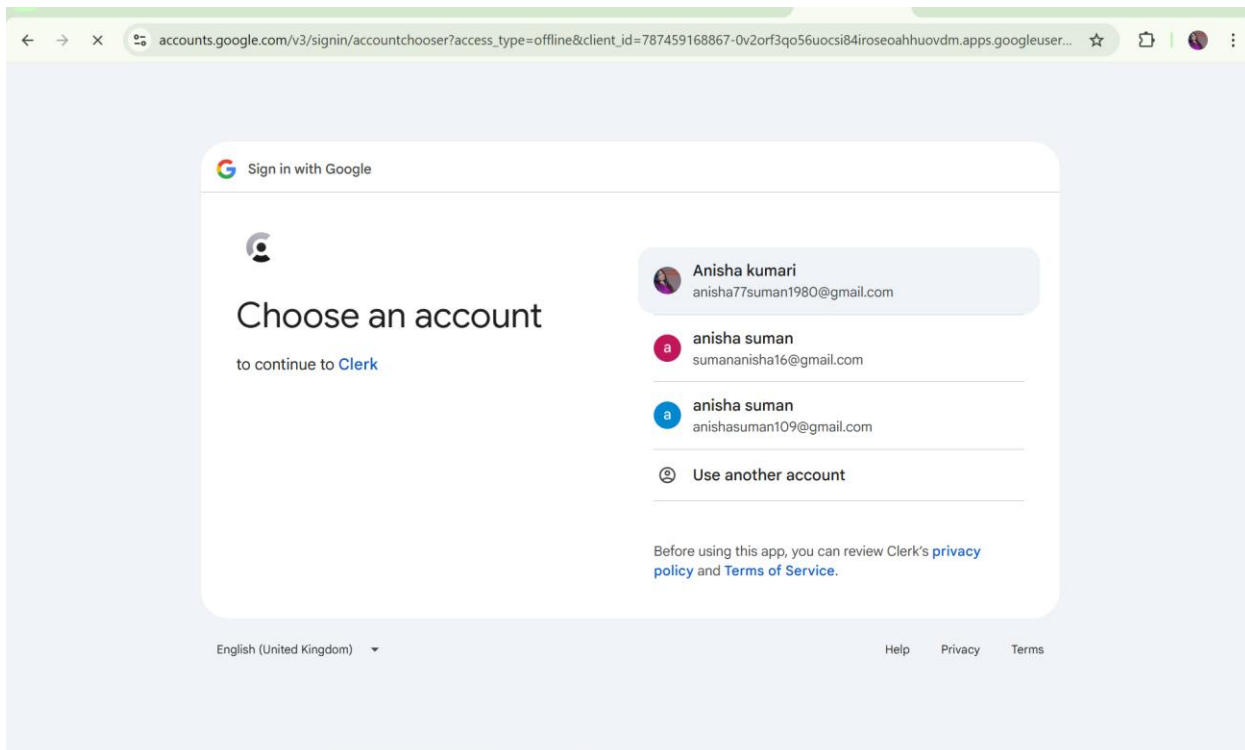 accounts.google.com/v3/signin/accountchooser?access_type=offline&client_id=787459168867-0v2orf3qo56uocsi84iroseoahhuovdm.apps.googleuser...
Sign in with Google
Choose an account
to continue to Clerk
Anisha kumari
anisha77suman1980@gmail.com
a
anisha suman
sumananisha16@gmail.com
a
anisha suman
anishasuman109@gmail.com
Use another account
Before using this app, you can review Clerk's privacy
policy and Terms of Service.
English (United Kingdom)
Help Privacy Terms